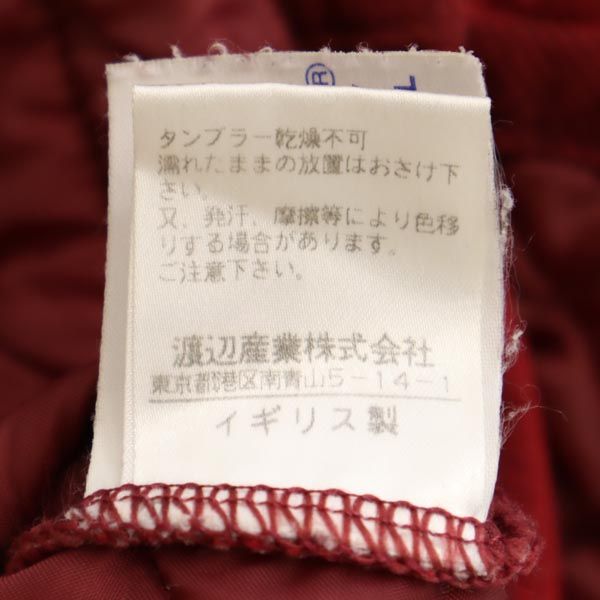 タンブラー乾燥不可
濡れたままの放置はおさけ下
さい。
又、発汗、摩擦等により色移
りする場合があります。
ご注意下さい。
渡辺産業株式会社
東京都港区南青山5-14-1
イギリス製